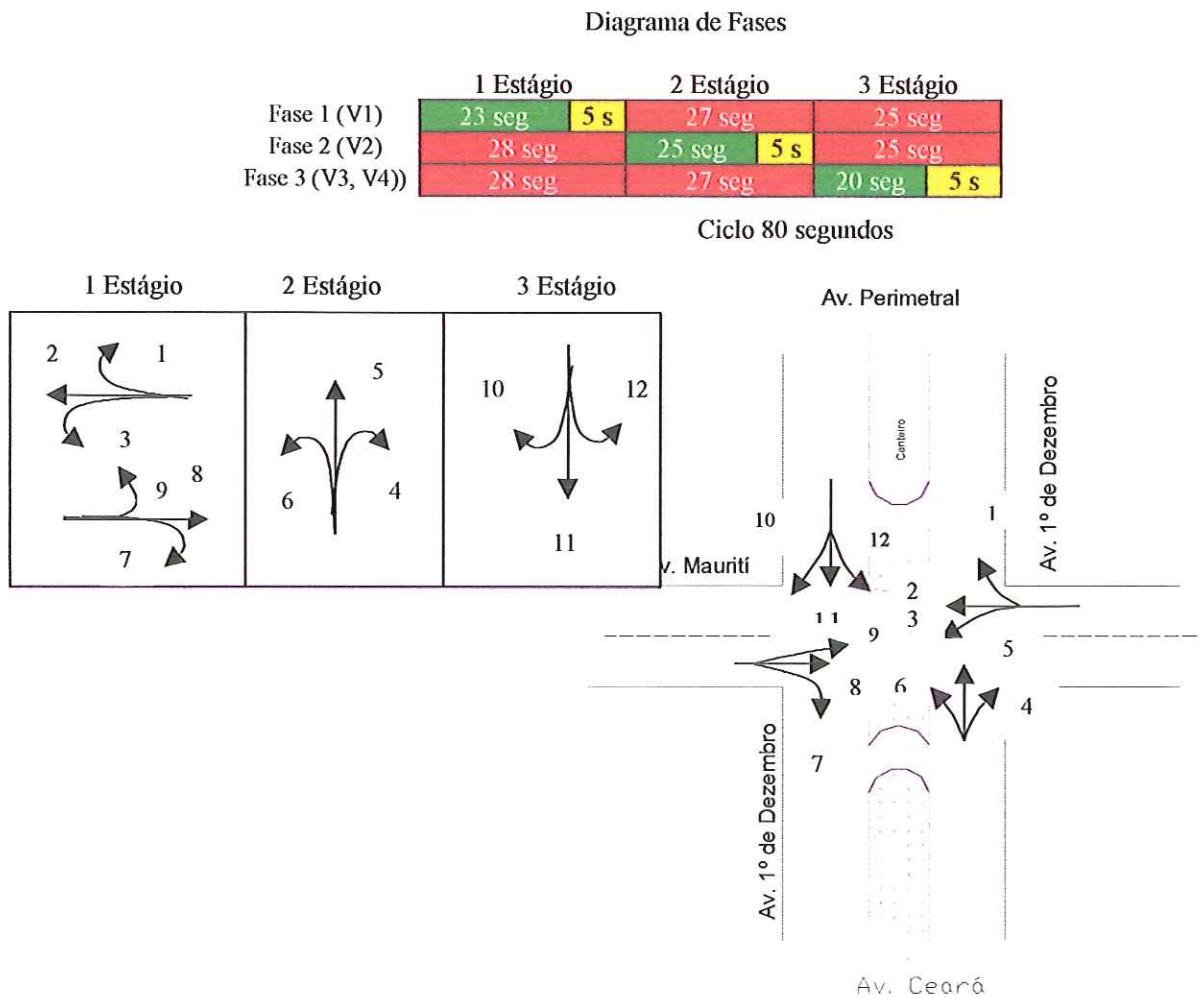 Diagrama de Fases
1 Estágio 2 Estágio 3 Estágio
Fase 1 (V1) 23 seg 5 s 27 seg 25 seg
Fase 2 (V2) 28 seg 25 seg 5 s 25 seg
Fase 3 (V3, V4)) 28 seg 27 seg 20 seg 5 s
Ciclo 80 segundos
1 Estágio 2 Estágio 3 Estágio
2 1
3
9 8
7
5
6 4
10 12
11
Av. Perimetral
Canteiro
Av. 1º de Dezembro
10
12
1
v. Maurití
2
11
3
9
5
8
6
4
7
Av. 1º de Dezembro
Av. Ceará